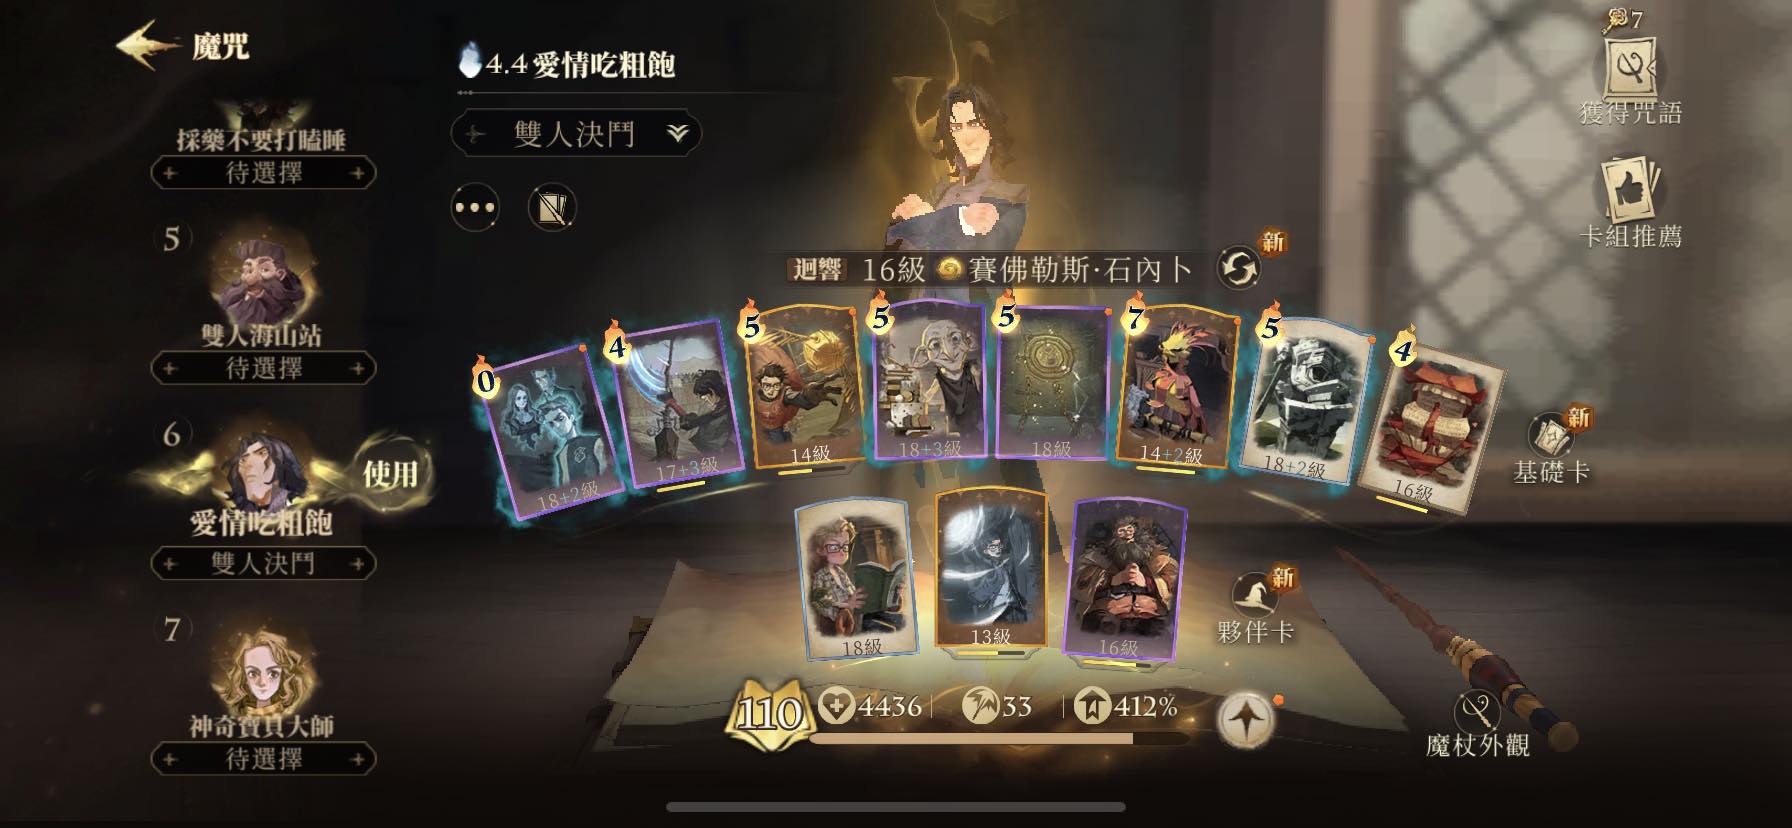 魔咒
採藥不要打瞌睡
待選擇
5
雙人海山站
待選擇
6
使用
愛情吃粗飽
雙人決鬥
7
神奇寶貝大師
待選擇
4.4 愛情吃粗飽
雙人決鬥
7
獲得咒語
卡組推薦
迴響 16級 賽佛勒斯·石內卜
新
0
18+2級
4
17+3級
5
14級
5
18+3級
5
18級
7
14+2級
5
18+2級
4
16級
新
基礎卡
18級
13級
16級
新
夥伴卡
110 4436 33 412%
魔杖外觀